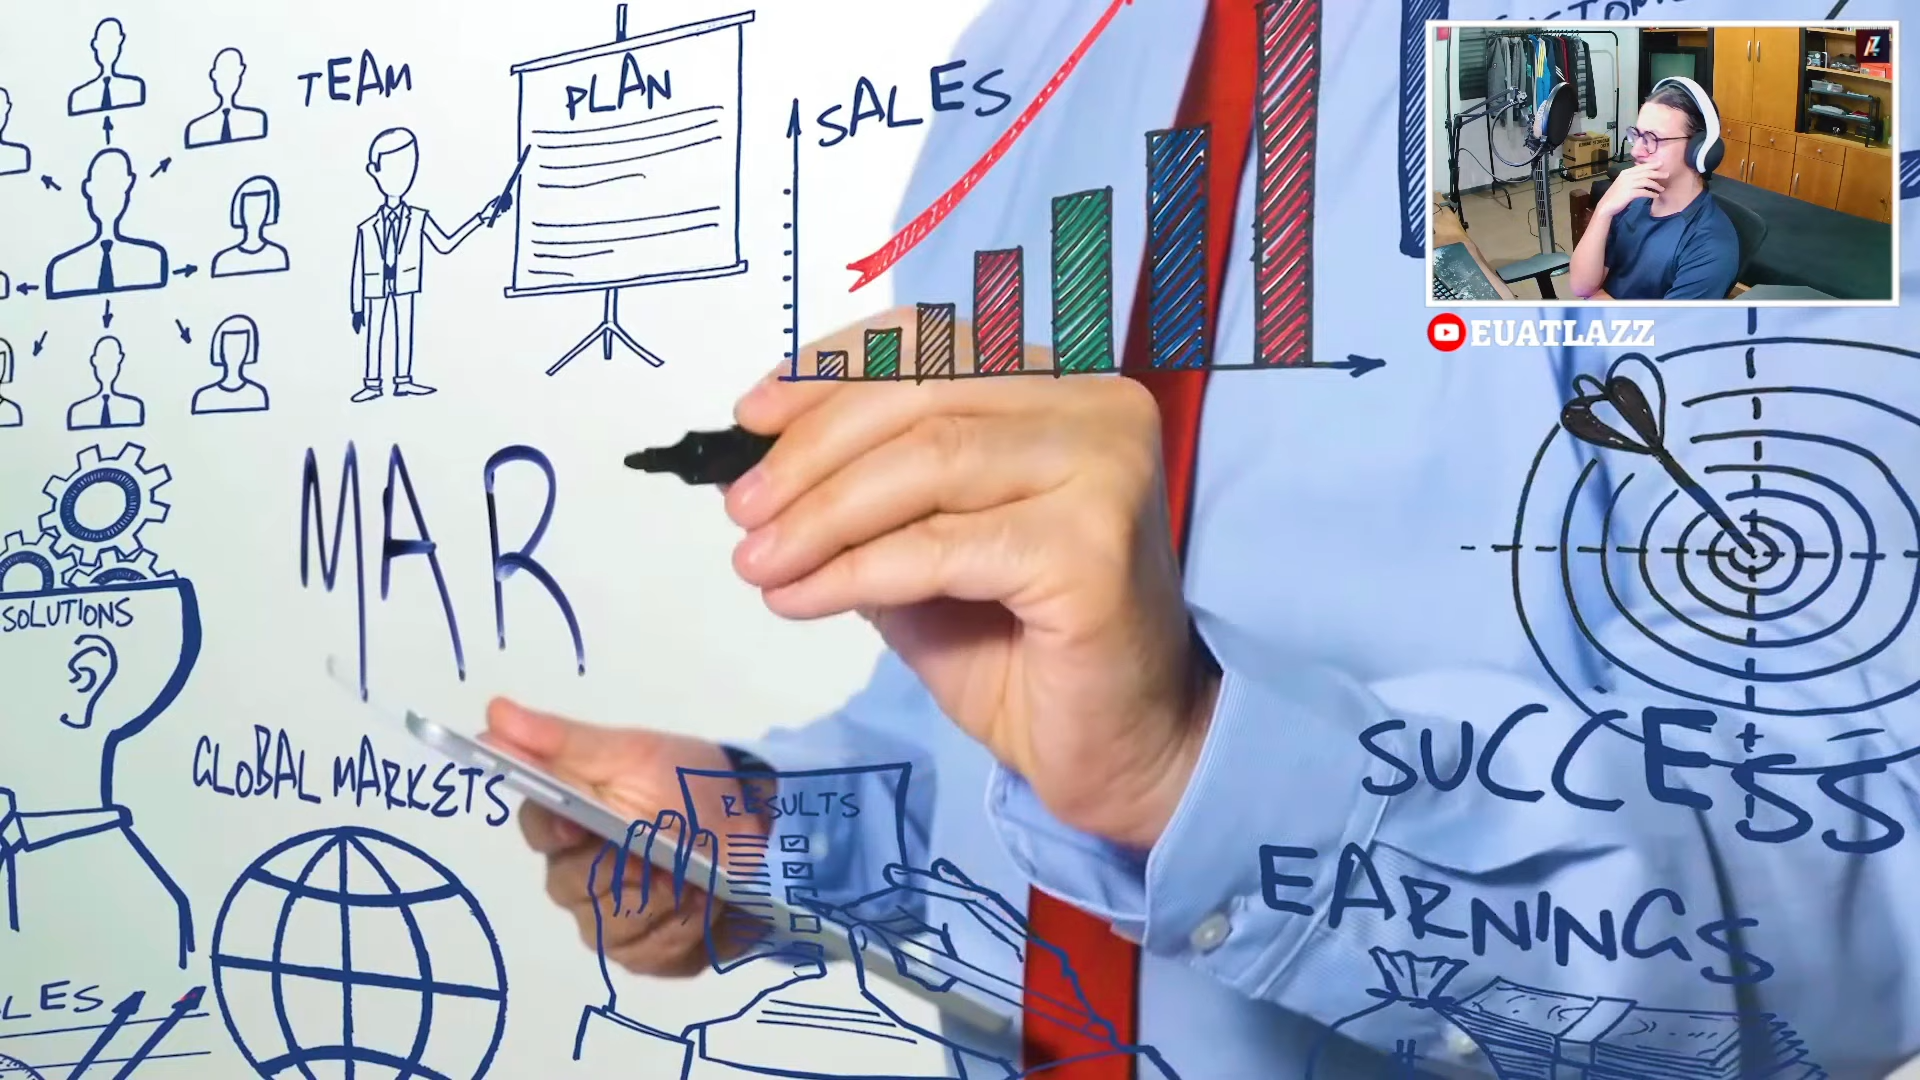 TEAM
PLAN
SALES
EUATLAZZ
MAR
SOLUTIONS
GLOBAL MARKETS
RESULTS
SUCCESS
EARNINGS
LES